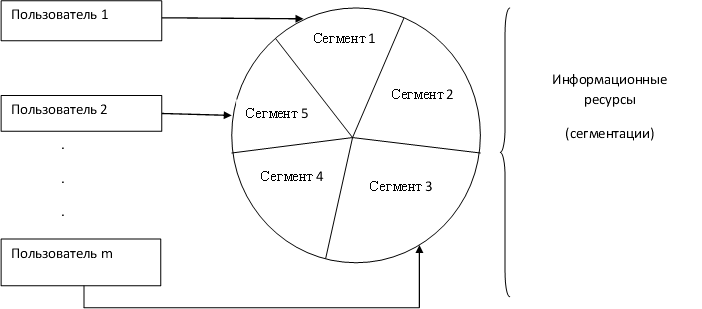 Пользователь 1
Сегмент 1
Сегмент 2
Информационные
ресурсы
(сегментации)
Пользователь 2
Сегмент 5
.
.
.
Сегмент 4
Сегмент 3
Пользователь m